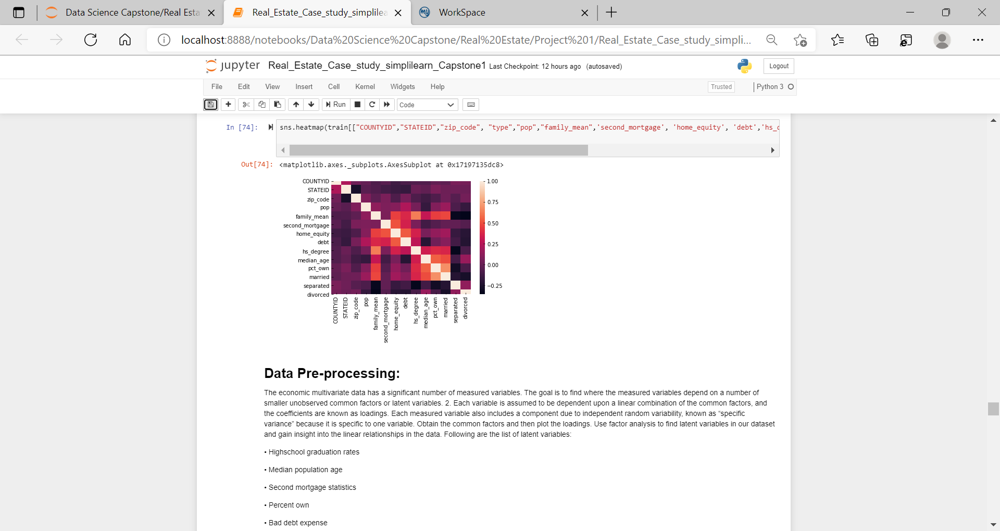 Data Science Capstone/Real Esta
Real_Estate_Case_study_simplilea
WorkSpace
localhost:8888/notebooks/Data%20Science%20Capstone/Real%20Estate/Project%201/Real_Estate_Case_study_simpli...
jupyter Real_Estate_Case_study_simplilearn_Capstone1 Last Checkpoint: 12 hours ago (autosaved)
Logout
File Edit View Insert Cell Kernel Widgets Help
Trusted
Python 3
Run
Code
In [74]:
sns.heatmap(train[["COUNTYID","STATEID","zip_code", "type","pop","family_mean",'second_mortgage', 'home_equity', 'debt','hs_d
Out[74]: <matplotlib.axes._subplots.AxesSubplot at 0x17197135dc8>
COUNTYID
STATEID
zip_code
pop
family_mean
second_mortgage
home_equity
debt
hs_degree
median_age
pct_own
married
separated
divorced
COUNTYID
STATEID
zip_code
pop
family_mean
second_mortgage
home_equity
debt
hs_degree
median_age
pct_own
married
separated
divorced
1.00
0.75
0.50
0.25
0.00
−0.25
Data Pre-processing:
The economic multivariate data has a significant number of measured variables. The goal is to find where the measured variables depend on a number of
smaller unobserved common factors or latent variables. 2. Each variable is assumed to be dependent upon a linear combination of the common factors, and
the coefficients are known as loadings. Each measured variable also includes a component due to independent random variability, known as “specific
variance” because it is specific to one variable. Obtain the common factors and then plot the loadings. Use factor analysis to find latent variables in our dataset
and gain insight into the linear relationships in the data. Following are the list of latent variables:
• Highschool graduation rates
• Median population age
• Second mortgage statistics
• Percent own
• Bad debt expense